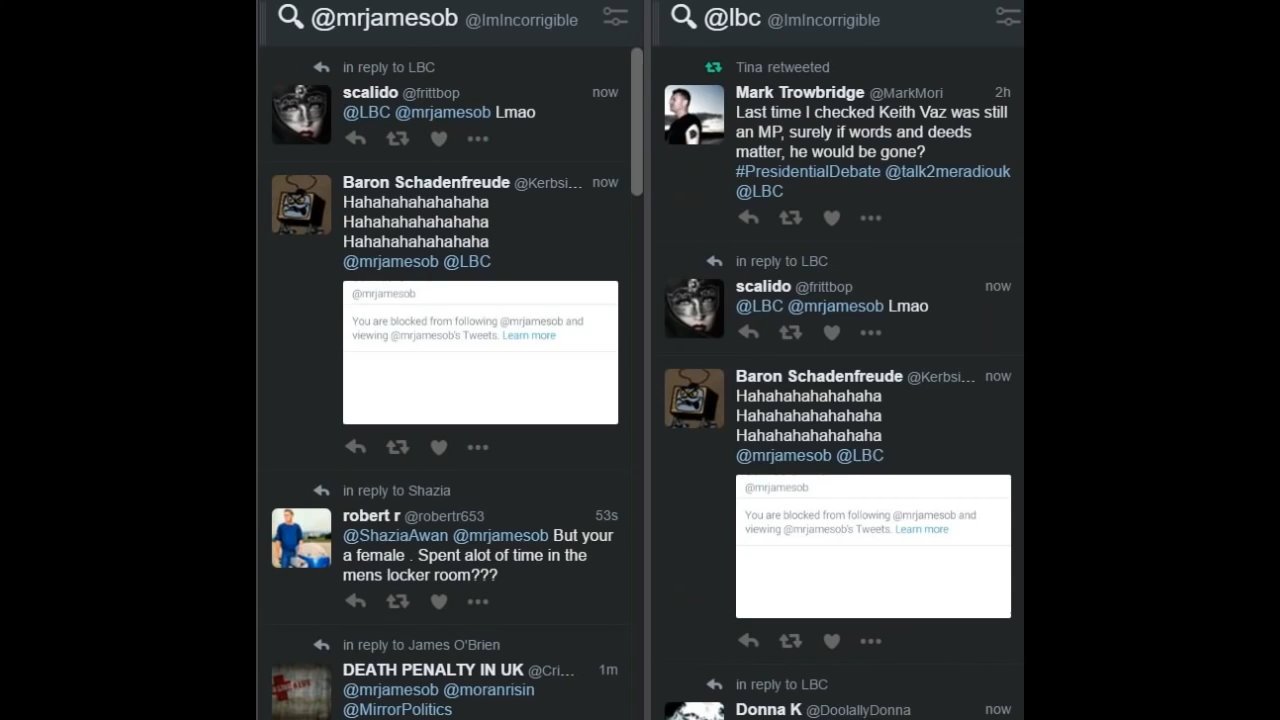 @mrjamesob @ImIncorrigible
in reply to LBC
scalido @frittbop now
@LBC @mrjamesob Lmao
Baron Schadenfreude @Kerbsi... now
Hahahahahahahaha
Hahahahahahahaha
Hahahahahahahaha
@mrjamesob @LBC
@mrjamesob
You are blocked from following @mrjamesob and
viewing @mrjamesob's Tweets. Learn more
in reply to Shazia
robert r @robertr653 53s
@ShaziaAwan @mrjamesob But your
a female . Spent alot of time in the
mens locker room???
in reply to James O'Brien
DEATH PENALTY IN UK @Cri... 1m
@mrjamesob @moranrisin
@MirrorPolitics
@lbc @ImIncorrigible
Tina retweeted
Mark Trowbridge @MarkMori 2h
Last time I checked Keith Vaz was still
an MP, surely if words and deeds
matter, he would be gone?
#PresidentialDebate @talk2meradiouk
@LBC
in reply to LBC
scalido @frittbop now
@LBC @mrjamesob Lmao
Baron Schadenfreude @Kerbsi... now
Hahahahahahahaha
Hahahahahahahaha
Hahahahahahahaha
@mrjamesob @LBC
@mrjamesob
You are blocked from following @mrjamesob and
viewing @mrjamesob's Tweets. Learn more
in reply to LBC
Donna K @DoolallyDonna now